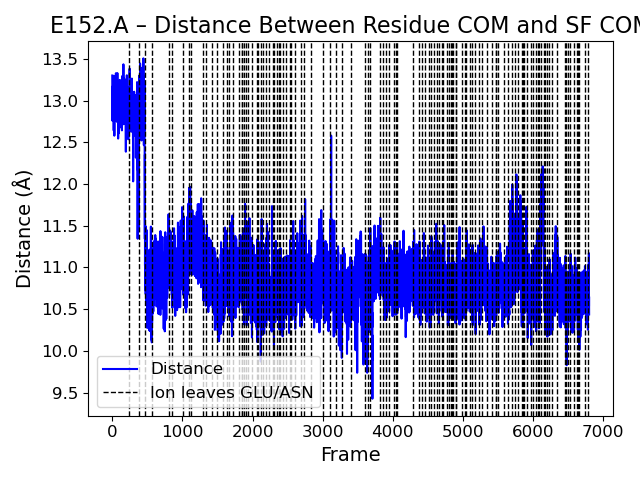 E152.A – Distance Between Residue COM and SF COM
13.5
13.0
12.5
12.0
11.5
11.0
10.5
10.0
9.5
Distance (Å)
Distance
Ion leaves GLU/ASN
0 1000 2000 3000 4000 5000 6000 7000
Frame